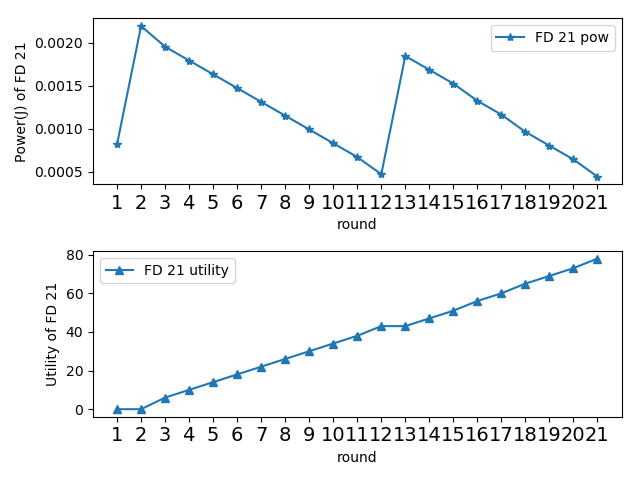 0.0020
0.0015
0.0010
0.0005
Power(J) of FD 21
FD 21 pow
1 2 3 4 5 6 7 8 9 10 11 12 13 14 15 16 17 18 19 20 21
round
80
60
40
20
0
Utility of FD 21
FD 21 utility
1 2 3 4 5 6 7 8 9 10 11 12 13 14 15 16 17 18 19 20 21
round